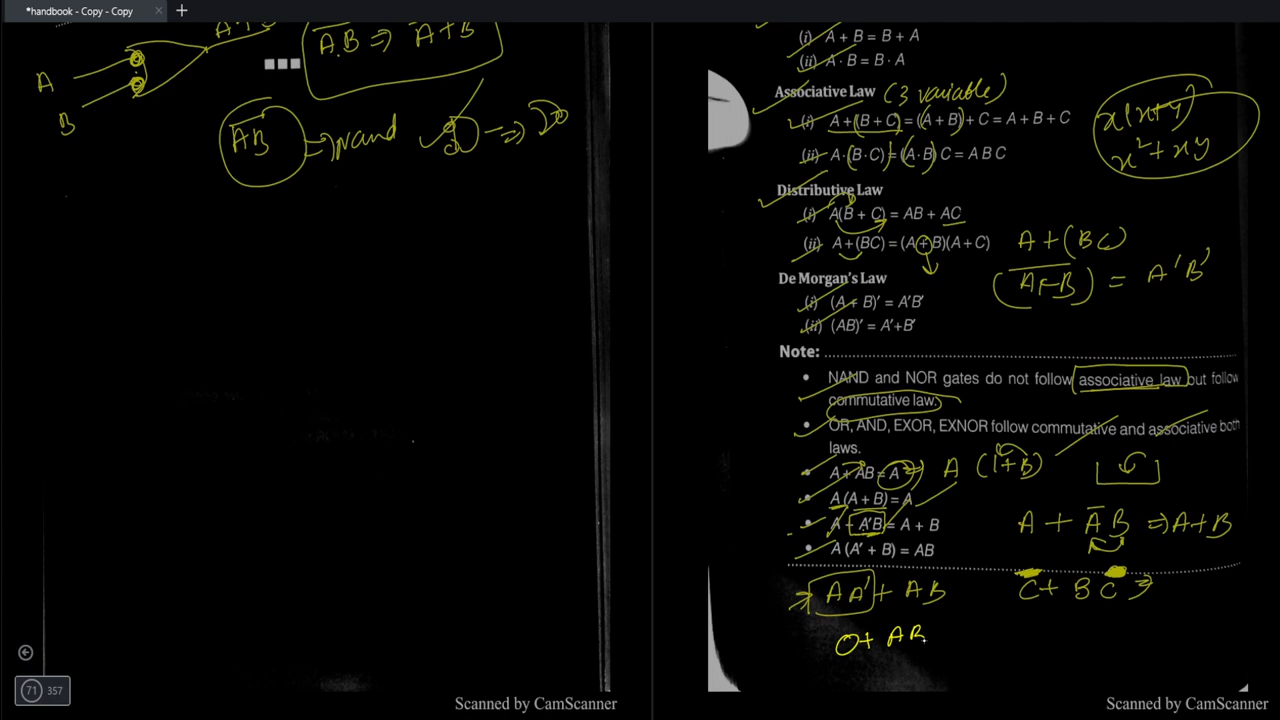 *handbook - Copy - Copy
A
B
A.B ⇒ A+B
AB ⇒ Nand
(i) A + B = B + A
(ii) A · B = B · A
Associative Law (3 variable)
(i) A+(B + C) = (A + B) + C = A + B + C
(ii) A·(B·C) = (A·B) C = A B C
x(x+y)
x²+xy
Distributive Law
(i) A(B + C) = AB + AC
(ii) A + (BC) = (A + B)(A + C)
A+(BC)
(A+B) = A'B'
De Morgan's Law
(i) (A + B)' = A'B'
(ii) (AB)' = A'+B'
Note:
• NAND and NOR gates do not follow associative law but follow
commutative law.
• OR, AND, EXOR, EXNOR follow commutative and associative both
laws.
• A + AB = A ⇒ A (1+B)
• A(A + B) = A
• A + A'B = A + B
A + A̅B ⇒ A+B
• A (A' + B) = AB
⇒ AA' + AB
C̅ + BC ⇒
0+ AB
71 357
Scanned by CamScanner
Scanned by CamScanner